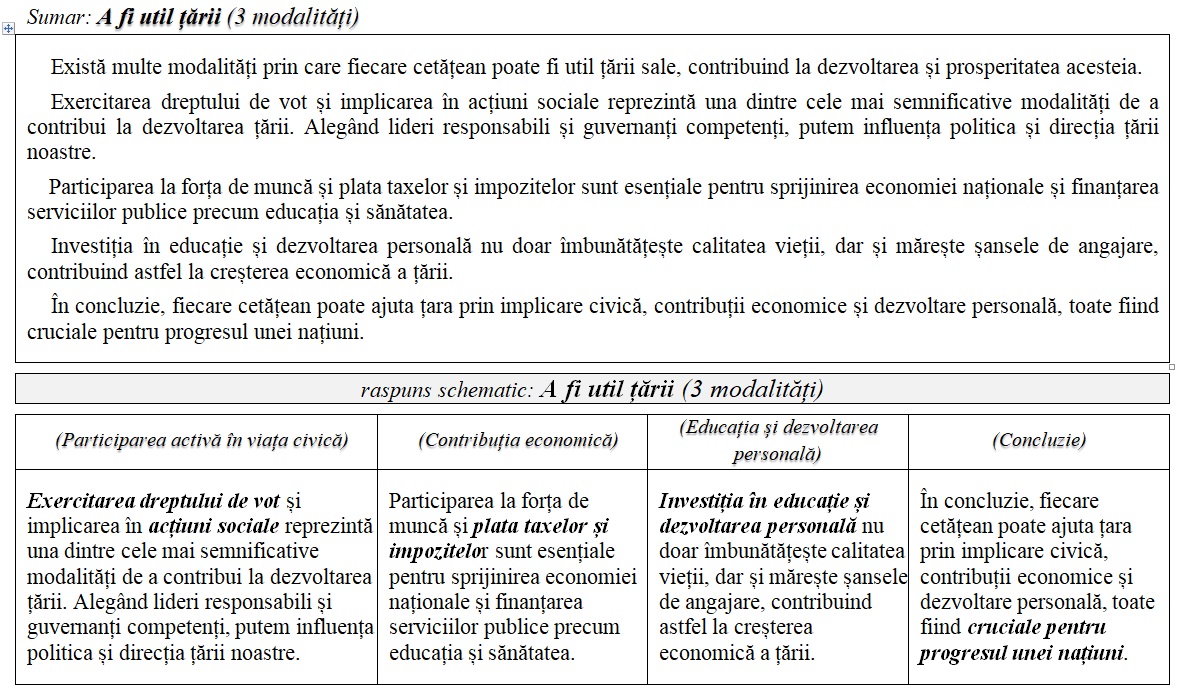 Sumar: A fi util țării (3 modalități)
Există multe modalități prin care fiecare cetățean poate fi util țării sale, contribuind la dezvoltarea și prosperitatea acesteia.
Exercitarea dreptului de vot și implicarea în acțiuni sociale reprezintă una dintre cele mai semnificative modalități de a
contribui la dezvoltarea țării. Alegând lideri responsabili și guvernanți competenți, putem influența politica și direcția țării
noastre.
Participarea la forța de muncă și plata taxelor și impozitelor sunt esențiale pentru sprijinirea economiei naționale și finanțarea
serviciilor publice precum educația și sănătatea.
Investiția în educație și dezvoltarea personală nu doar îmbunătățește calitatea vieții, dar și mărește șansele de angajare,
contribuind astfel la creșterea economică a țării.
În concluzie, fiecare cetățean poate ajuta țara prin implicare civică, contribuții economice și dezvoltare personală, toate fiind
cruciale pentru progresul unei națiuni.
raspuns schematic: A fi util țării (3 modalități)
(Participarea activă în viața civică)
(Contribuția economică)
(Educația și dezvoltarea
personală)
(Concluzie)
Exercitarea dreptului de vot și
implicarea în acțiuni sociale reprezintă
una dintre cele mai semnificative
modalități de a contribui la dezvoltarea
țării. Alegând lideri responsabili și
guvernanți competenți, putem influența
politica și direcția țării noastre.
Participarea la forța de
muncă și plata taxelor și
impozitelor sunt esențiale
pentru sprijinirea economiei
naționale și finanțarea
serviciilor publice precum
educația și sănătatea.
Investiția în educație și
dezvoltarea personală nu
doar îmbunătățește calitatea
vieții, dar și mărește șansele
de angajare, contribuind
astfel la creșterea
economică a țării.
În concluzie, fiecare
cetățean poate ajuta țara
prin implicare civică,
contribuții economice și
dezvoltare personală, toate
fiind cruciale pentru
progresul unei națiuni.